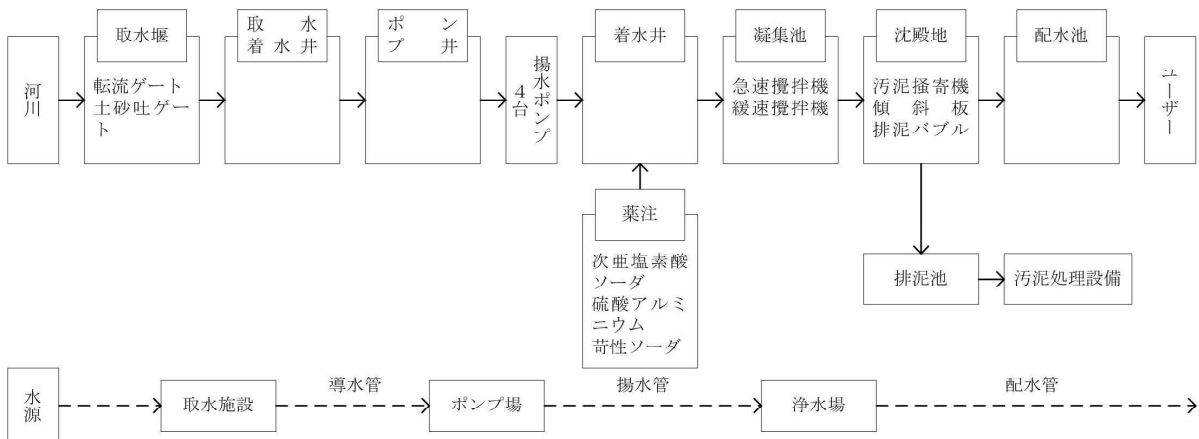 河川
取水堰
転流ゲート
土砂吐ゲー
ト
取水
着水井
ポン
プ井
揚水ポンプ
4台
着水井
凝集池
急速攪拌機
緩速攪拌機
沈殿地
汚泥掻寄機
傾斜板
排泥バブル
配水池
ユーザー
薬注
次亜塩素酸
ソーダ
硫酸アルミ
ニウム
苛性ソーダ
排泥池
汚泥処理設備
水源
取水施設
導水管
ポンプ場
揚水管
浄水場
配水管